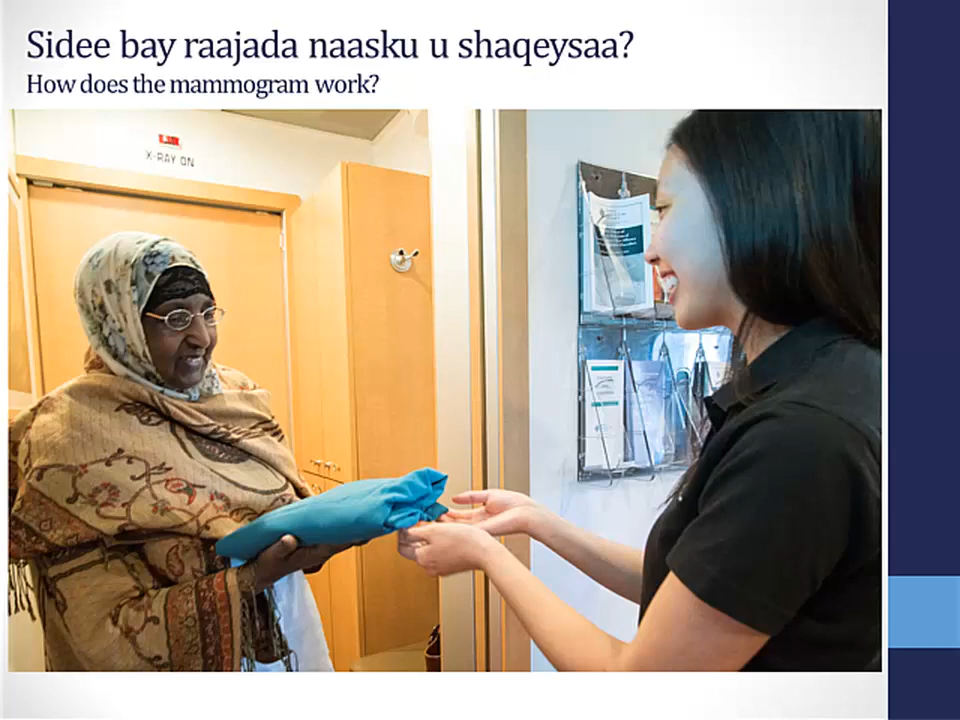 Sidee bay raajada naasku u shaqeysaa?
How does the mammogram work?
X-RAY ON